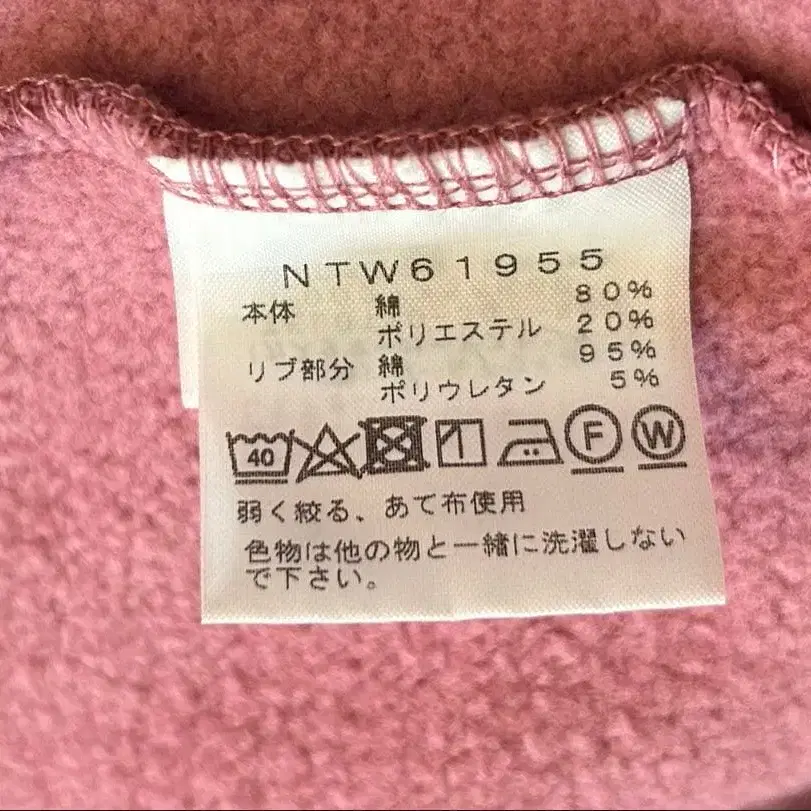 NTW61955
本体 綿 80%
ポリエステル 20%
リブ部分 綿 95%
ポリウレタン 5%
40 F W
弱く絞る、あて布使用
色物は他の物と一緒に洗濯しない
で下さい。